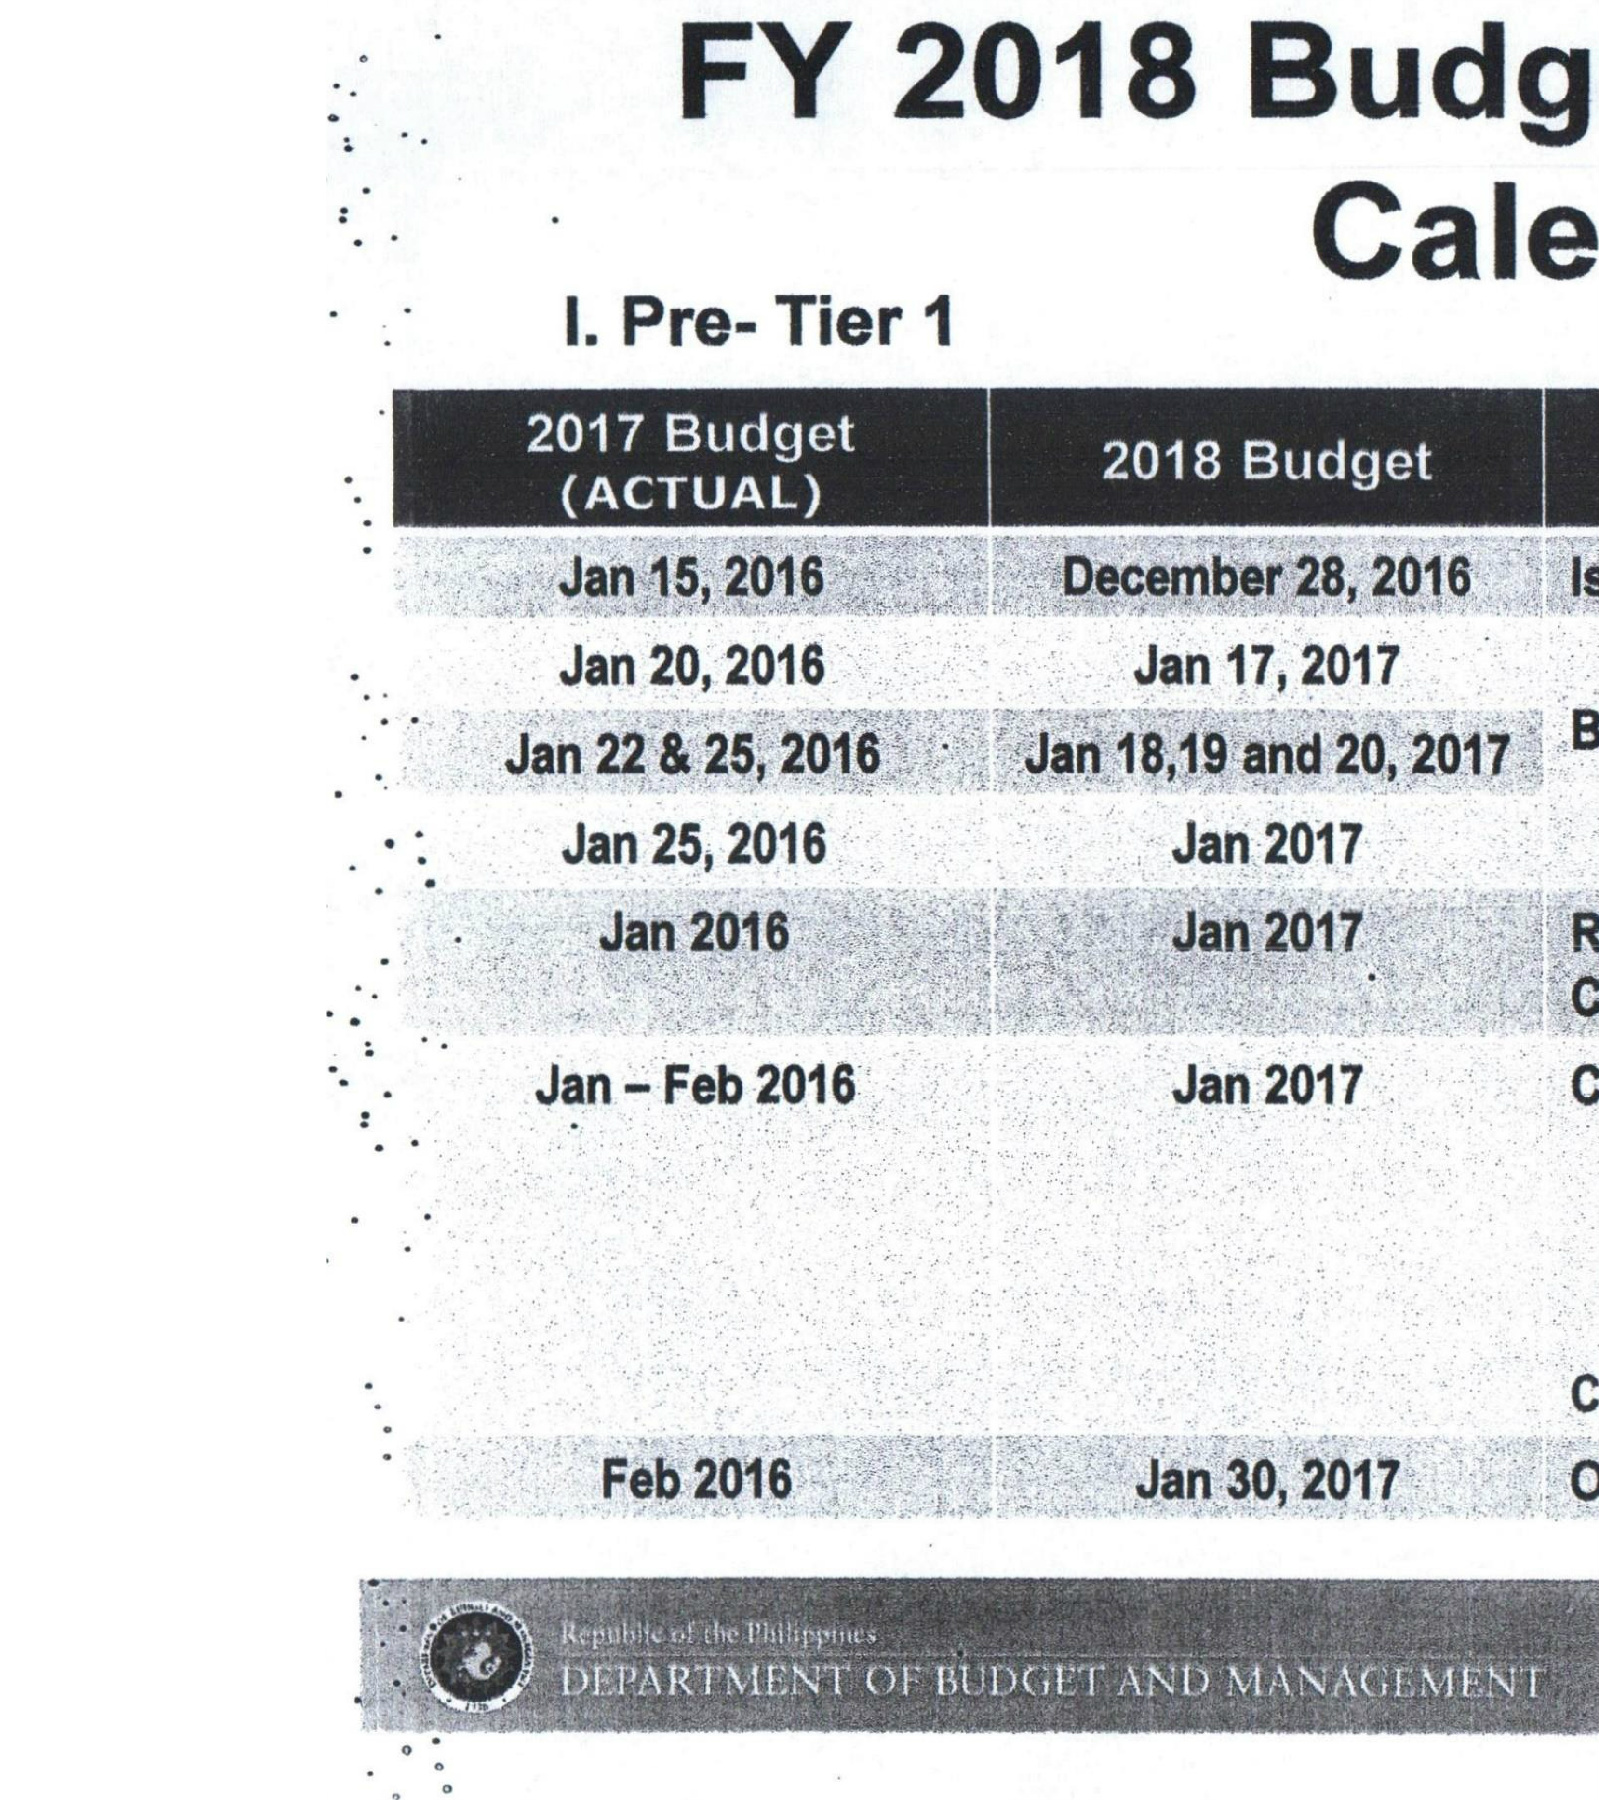 FY 2018 Budg
Cale
I. Pre- Tier 1
2017 Budget
(ACTUAL)
2018 Budget
Jan 15, 2016 December 28, 2016 Is
Jan 20, 2016 Jan 17, 2017
B
Jan 22 & 25, 2016 Jan 18,19 and 20, 2017
Jan 25, 2016 Jan 2017
Jan 2016 Jan 2017 R
C
Jan – Feb 2016 Jan 2017 C
C
Feb 2016 Jan 30, 2017 O
Republic of the Philippines
DEPARTMENT OF BUDGET AND MANAGEMENT